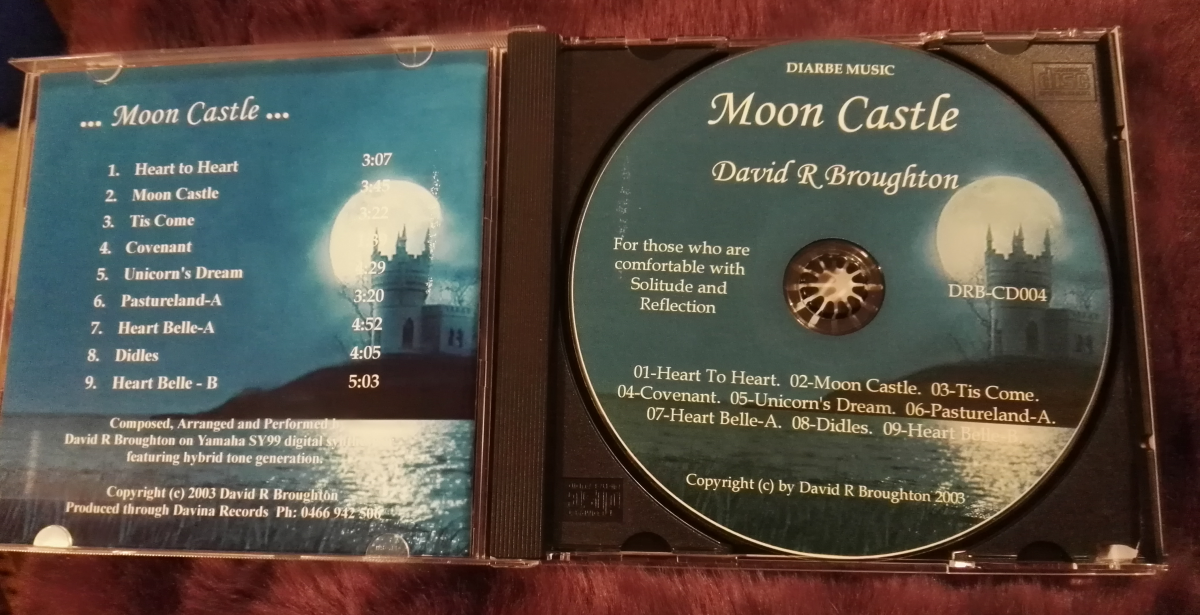 ... Moon Castle ...
1. Heart to Heart 3:07
2. Moon Castle 3:45
3. Tis Come 3:22
4. Covenant
5. Unicorn's Dream :29
6. Pastureland-A 3:20
7. Heart Belle-A 4:52
8. Didles 4:05
9. Heart Belle - B 5:03
Composed, Arranged and Performed
David R Broughton on Yamaha SY99 digital
featuring hybrid tone generation.
Copyright (c) 2003 David R Broughton
Produced through Davina Records Ph: 0466 942
DIARBE MUSIC
Moon Castle
David R Broughton
For those who are
comfortable with
Solitude and
Reflection
DRB-CD004
01-Heart To Heart. 02-Moon Castle. 03-Tis Come.
04-Covenant. 05-Unicorn's Dream. 06-Pastureland-A.
07-Heart Belle-A. 08-Didles. 09-Heart
Copyright (c) by David R Broughton 2003
disc